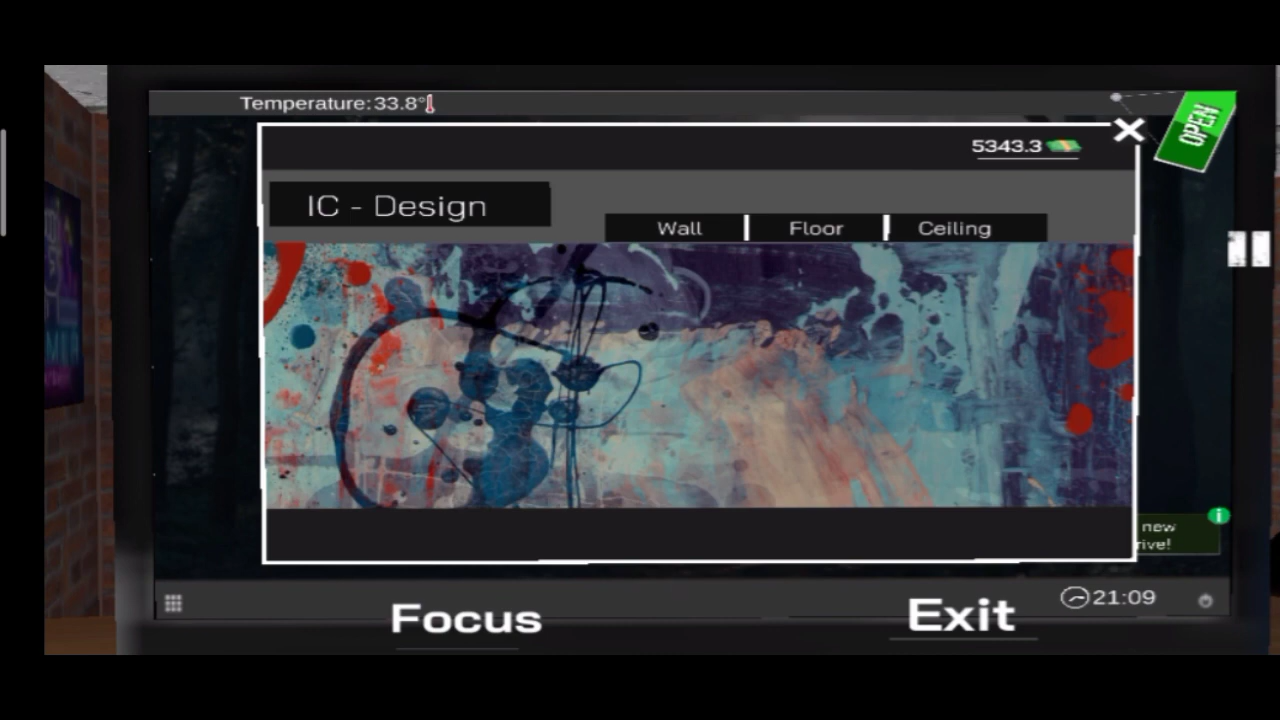 Temperature: 33.8°
OPEN
5343.3
IC - Design
Wall
Floor
Ceiling
new
rive!
21:09
Focus
Exit